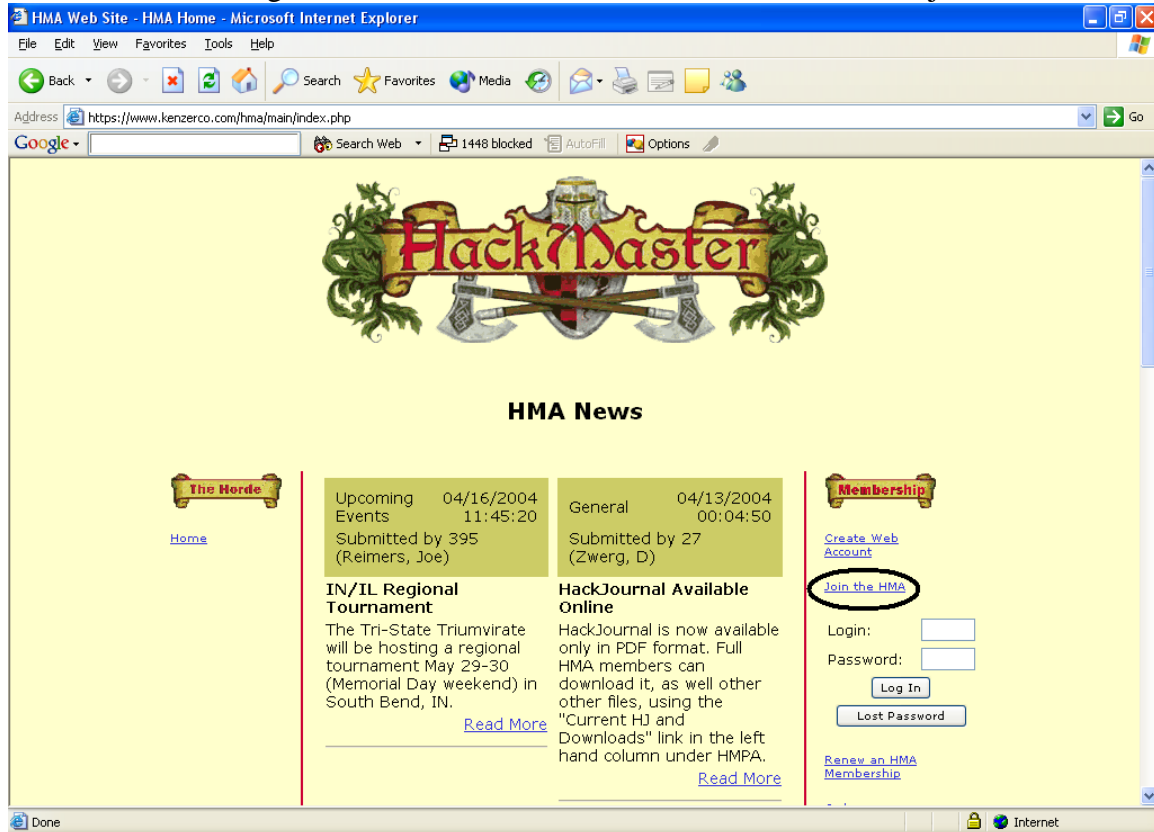 HMA Web Site - HMA Home - Microsoft Internet Explorer
File Edit View Favorites Tools Help
Back Search Favorites Media
Address https://www.kenzerco.com/hma/main/index.php Go
Google Search Web 1448 blocked AutoFill Options
HackMaster
HMA News
The Horde
Home
Upcoming Events 04/16/2004 11:45:20
Submitted by 395
(Reimers, Joe)
IN/IL Regional
Tournament
The Tri-State Triumvirate
will be hosting a regional
tournament May 29-30
(Memorial Day weekend) in
South Bend, IN.
Read More
General 04/13/2004 00:04:50
Submitted by 27
(Zwerg, D)
HackJournal Available
Online
HackJournal is now available
only in PDF format. Full
HMA members can
download it, as well other
other files, using the
"Current HJ and
Downloads" link in the left
hand column under HMPA.
Read More
Membership
Create Web
Account
Join the HMA
Login:
Password:
Log In
Lost Password
Renew an HMA
Membership
Done Internet